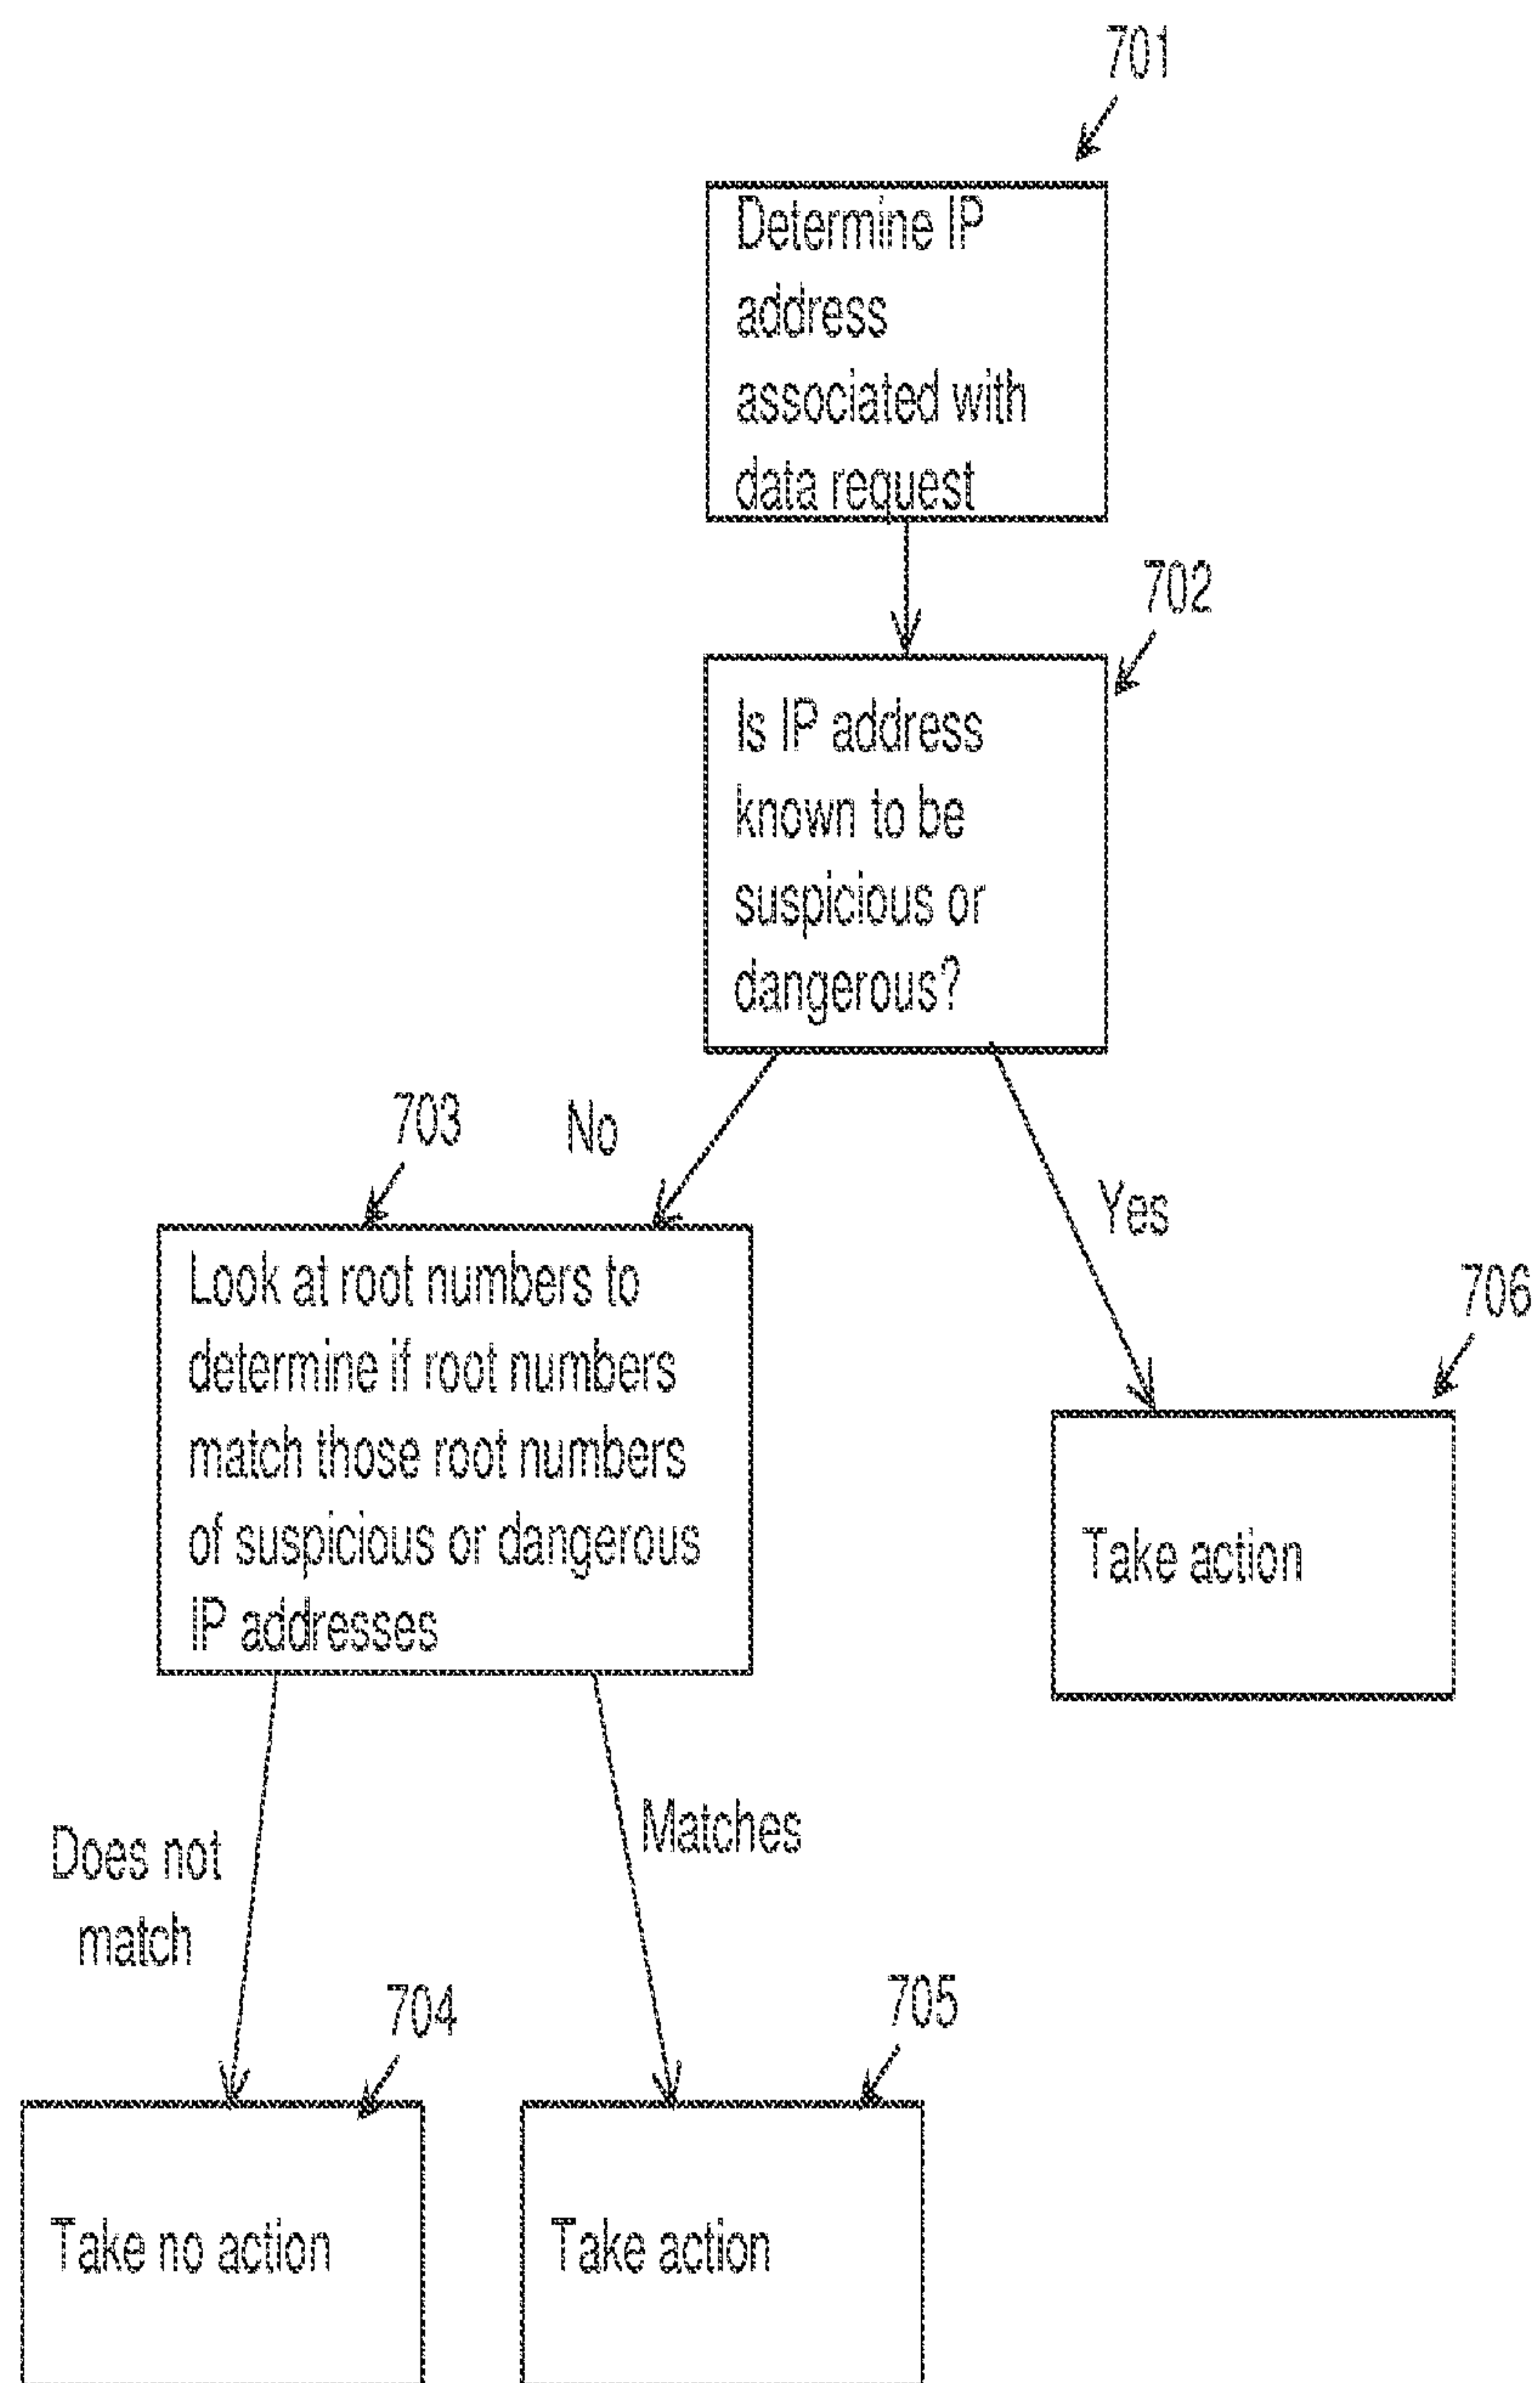 701
Determine IP
address
associated with
data request
702
Is IP address
known to be
suspicious or
dangerous?
703
No
Yes
706
Look at root numbers to
determine if root numbers
match those root numbers
of suspicious or dangerous
IP addresses
Take action
Does not
match
Matches
704
705
Take no action
Take action